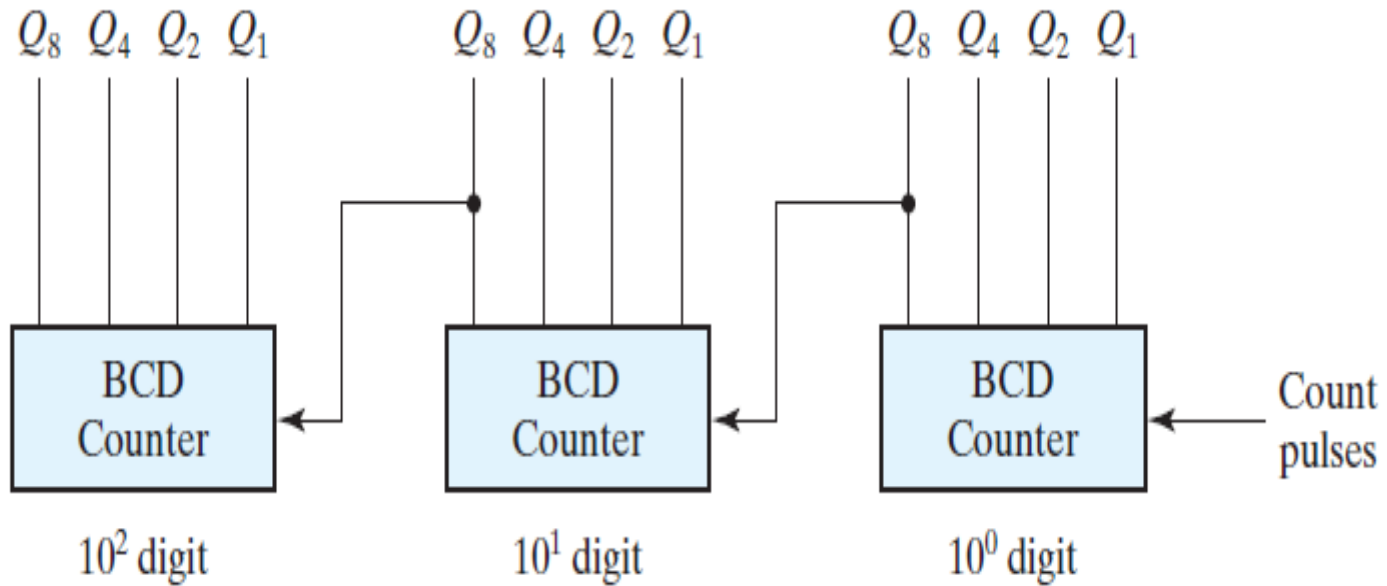 Q₈ Q₄ Q₂ Q₁ Q₈ Q₄ Q₂ Q₁ Q₈ Q₄ Q₂ Q₁
BCD
Counter
BCD
Counter
BCD
Counter
Count
pulses
10² digit
10¹ digit
10⁰ digit